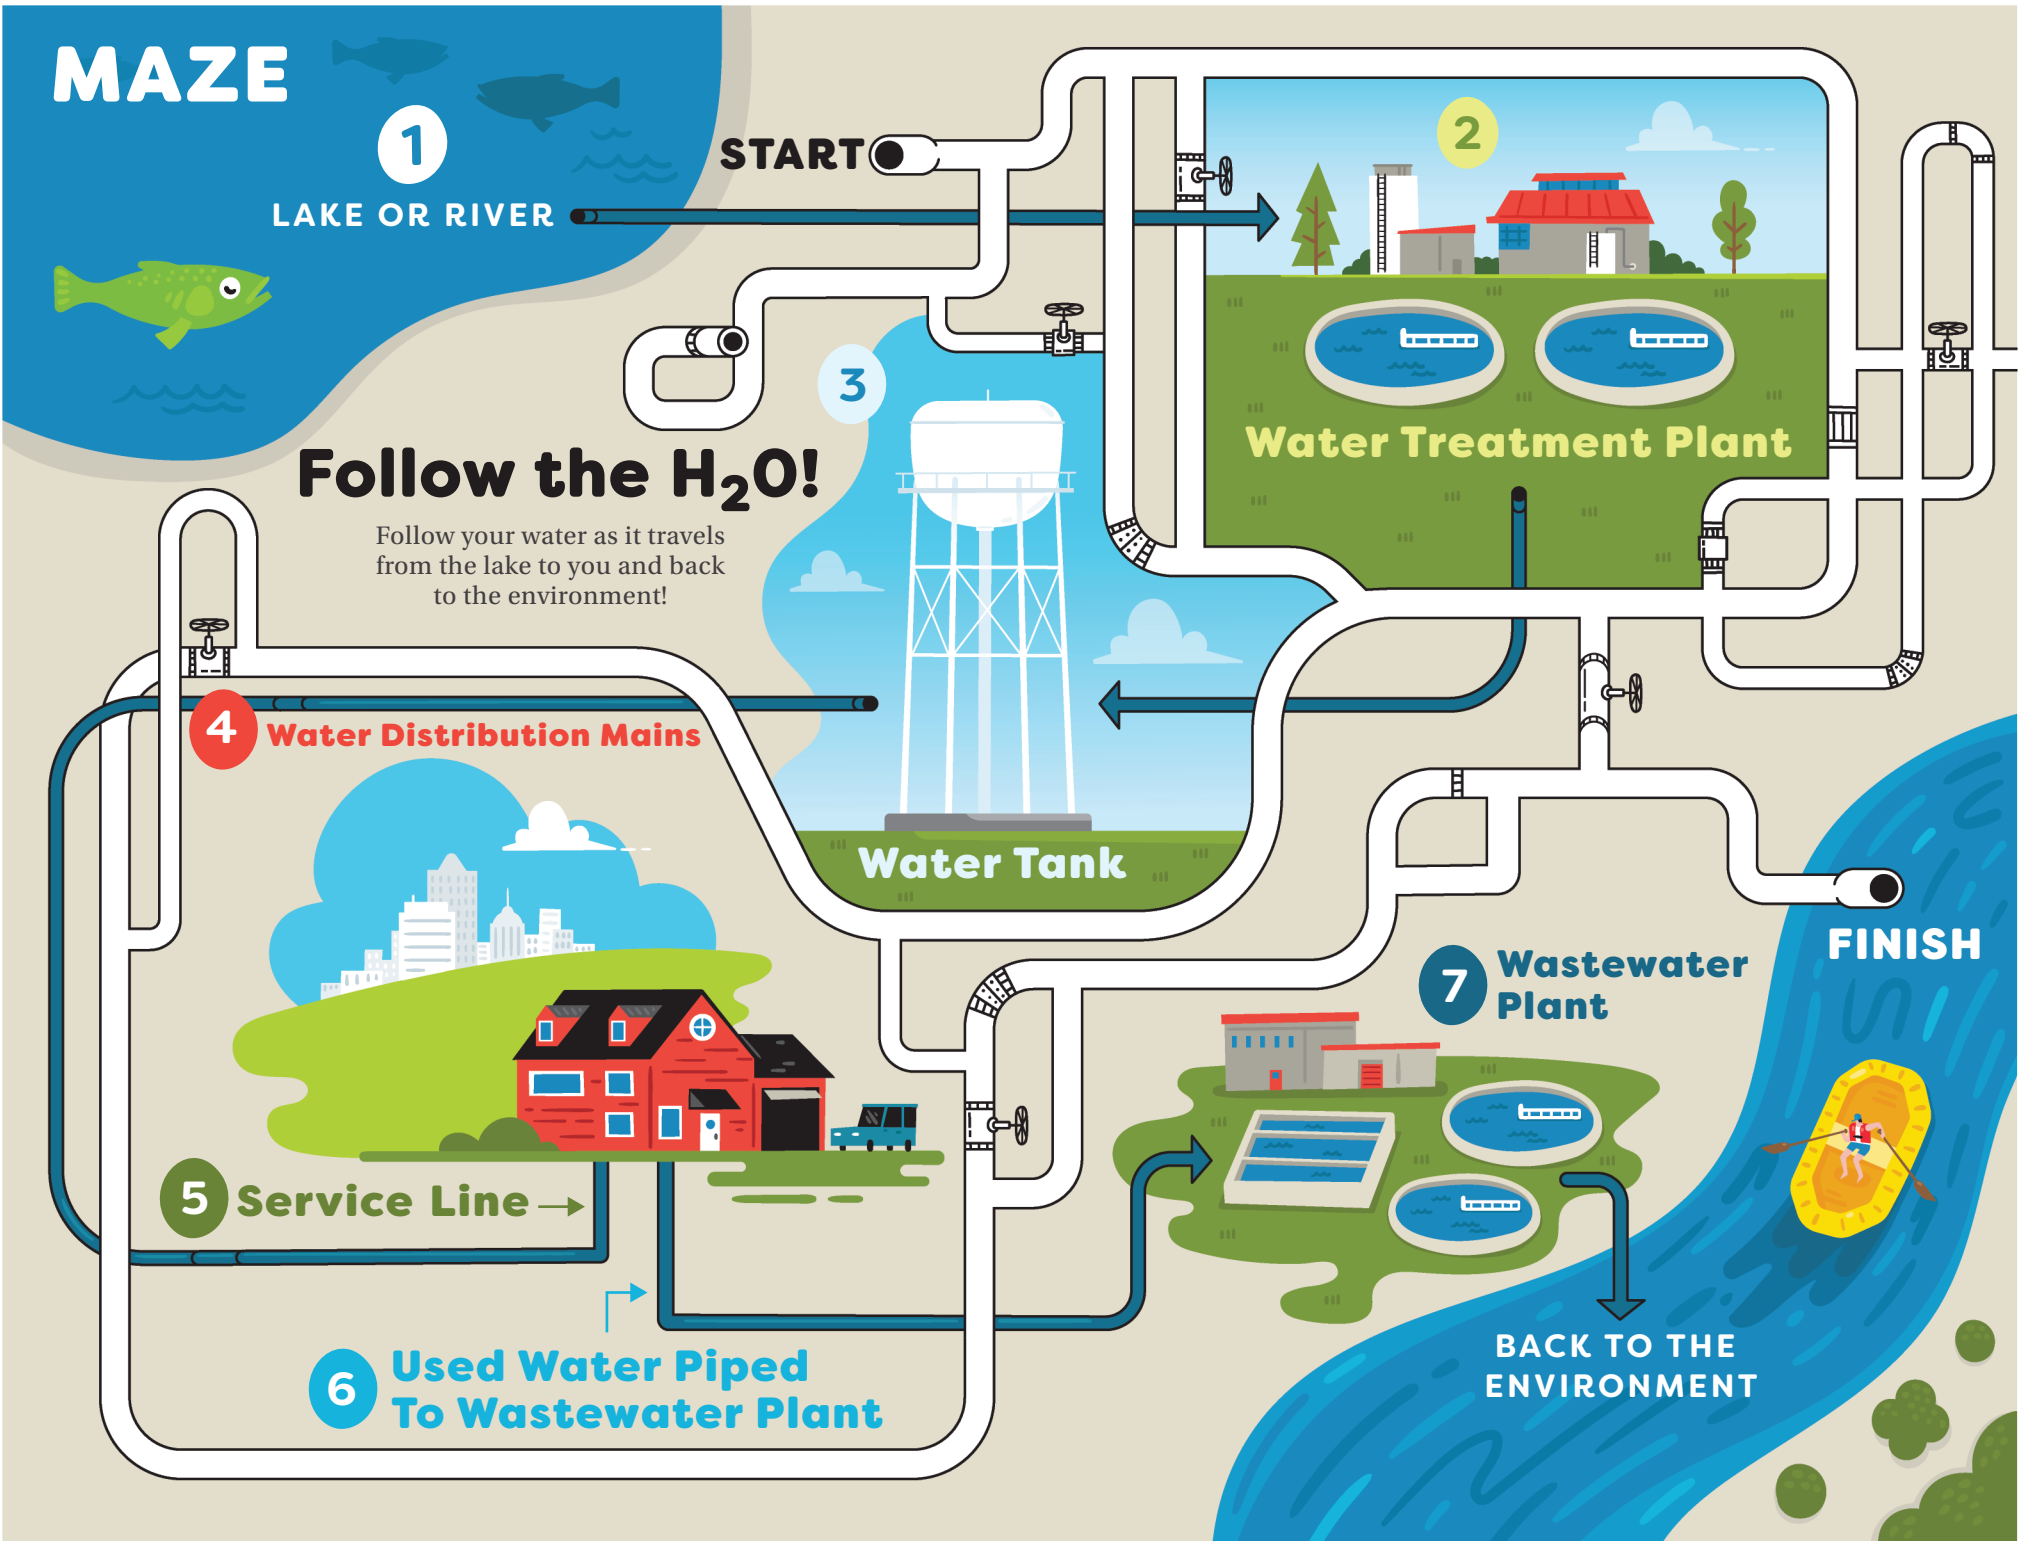 MAZE
1
LAKE OR RIVER
START
2
Water Treatment Plant
3
Follow the H₂O!
Follow your water as it travels
from the lake to you and back
to the environment!
4
Water Distribution Mains
Water Tank
FINISH
7
Wastewater
Plant
5
Service Line
6
Used Water Piped
To Wastewater Plant
BACK TO THE
ENVIRONMENT